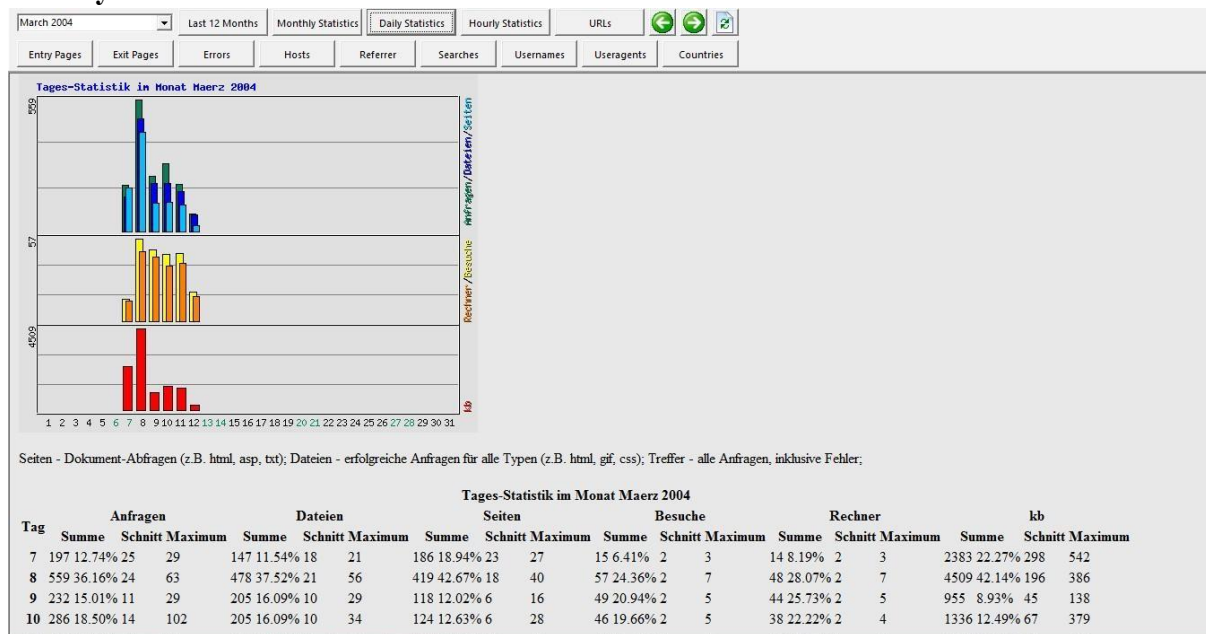 March 2004 Last 12 Months Monthly Statistics Daily Statistics Hourly Statistics URLs
Entry Pages Exit Pages Errors Hosts Referrer Searches Usernames Useragents Countries
Tages-Statistik im Monat Maerz 2004
559
Anfragen/Dateien/Seiten
57
Rechner/Besuche
4509
kb
1 2 3 4 5 6 7 8 9 10 11 12 13 14 15 16 17 18 19 20 21 22 23 24 25 26 27 28 29 30 31
Seiten - Dokument-Abfragen (z.B. html, asp, txt); Dateien - erfolgreiche Anfragen für alle Typen (z.B. html, gif, css); Treffer - alle Anfragen, inklusive Fehler;
Tages-Statistik im Monat Maerz 2004
Tag Anfragen Dateien Seiten Besuche Rechner kb
Summe Schnitt Maximum Summe Schnitt Maximum Summe Schnitt Maximum Summe Schnitt Maximum Summe Schnitt Maximum Summe Schnitt Maximum
7 197 12.74% 25 29 147 11.54% 18 21 186 18.94% 23 27 15 6.41% 2 3 14 8.19% 2 3 2383 22.27% 298 542
8 559 36.16% 24 63 478 37.52% 21 56 419 42.67% 18 40 57 24.36% 2 7 48 28.07% 2 7 4509 42.14% 196 386
9 232 15.01% 11 29 205 16.09% 10 29 118 12.02% 6 16 49 20.94% 2 5 44 25.73% 2 5 955 8.93% 45 138
10 286 18.50% 14 102 205 16.09% 10 34 124 12.63% 6 28 46 19.66% 2 5 38 22.22% 2 4 1336 12.49% 67 379